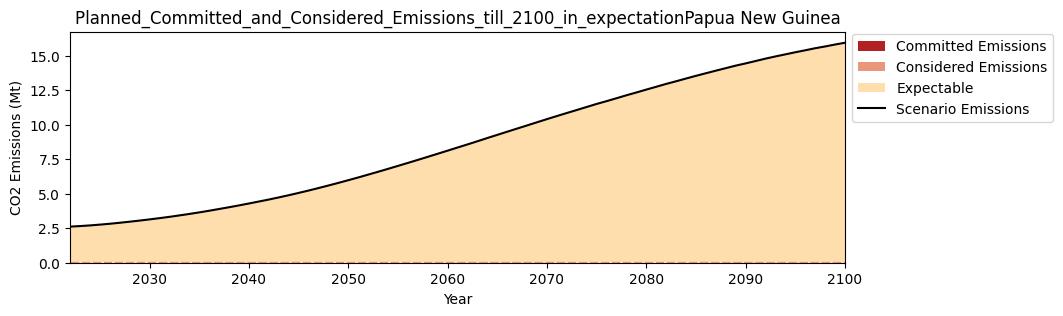 Planned_Committed_and_Considered_Emissions_till_2100_in_expectationPapua New Guinea
Committed Emissions
Considered Emissions
Expectable
Scenario Emissions
CO2 Emissions (Mt)
15.0
12.5
10.0
7.5
5.0
2.5
0.0
2030 2040 2050 2060 2070 2080 2090 2100
Year